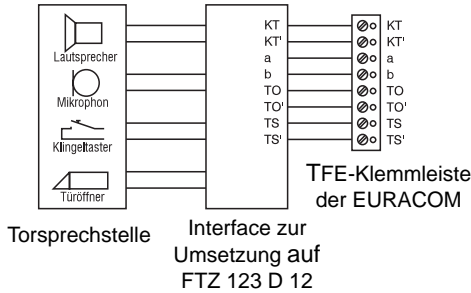 Lautsprecher
Mikrophon
Klingeltaster
Türöffner
Torsprechstelle
KT
KT'
a
b
TO
TO'
TS
TS'
Interface zur
Umsetzung auf
FTZ 123 D 12
KT
KT'
a
b
TO
TO'
TS
TS'
TFE-Klemmleiste
der EURACOM